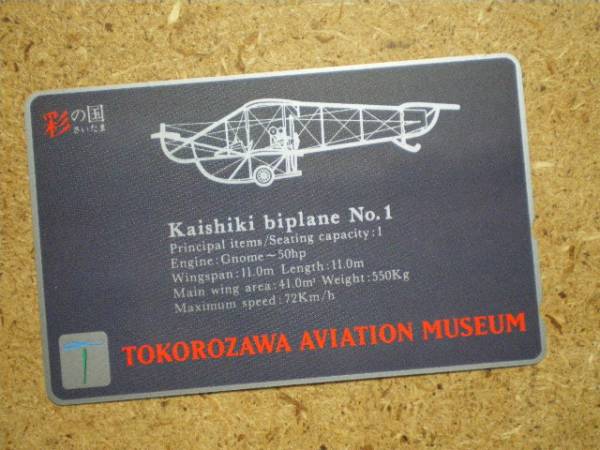 彩の国
さいたま
Kaishiki biplane No.1
Principal items/Seating capacity:1
Engine:Gnome～50hp
Wingspan:11.0m Length:11.0m
Main wing area:41.0m² Weight:550Kg
Maximum speed:72Km/h
TOKOROZAWA AVIATION MUSEUM